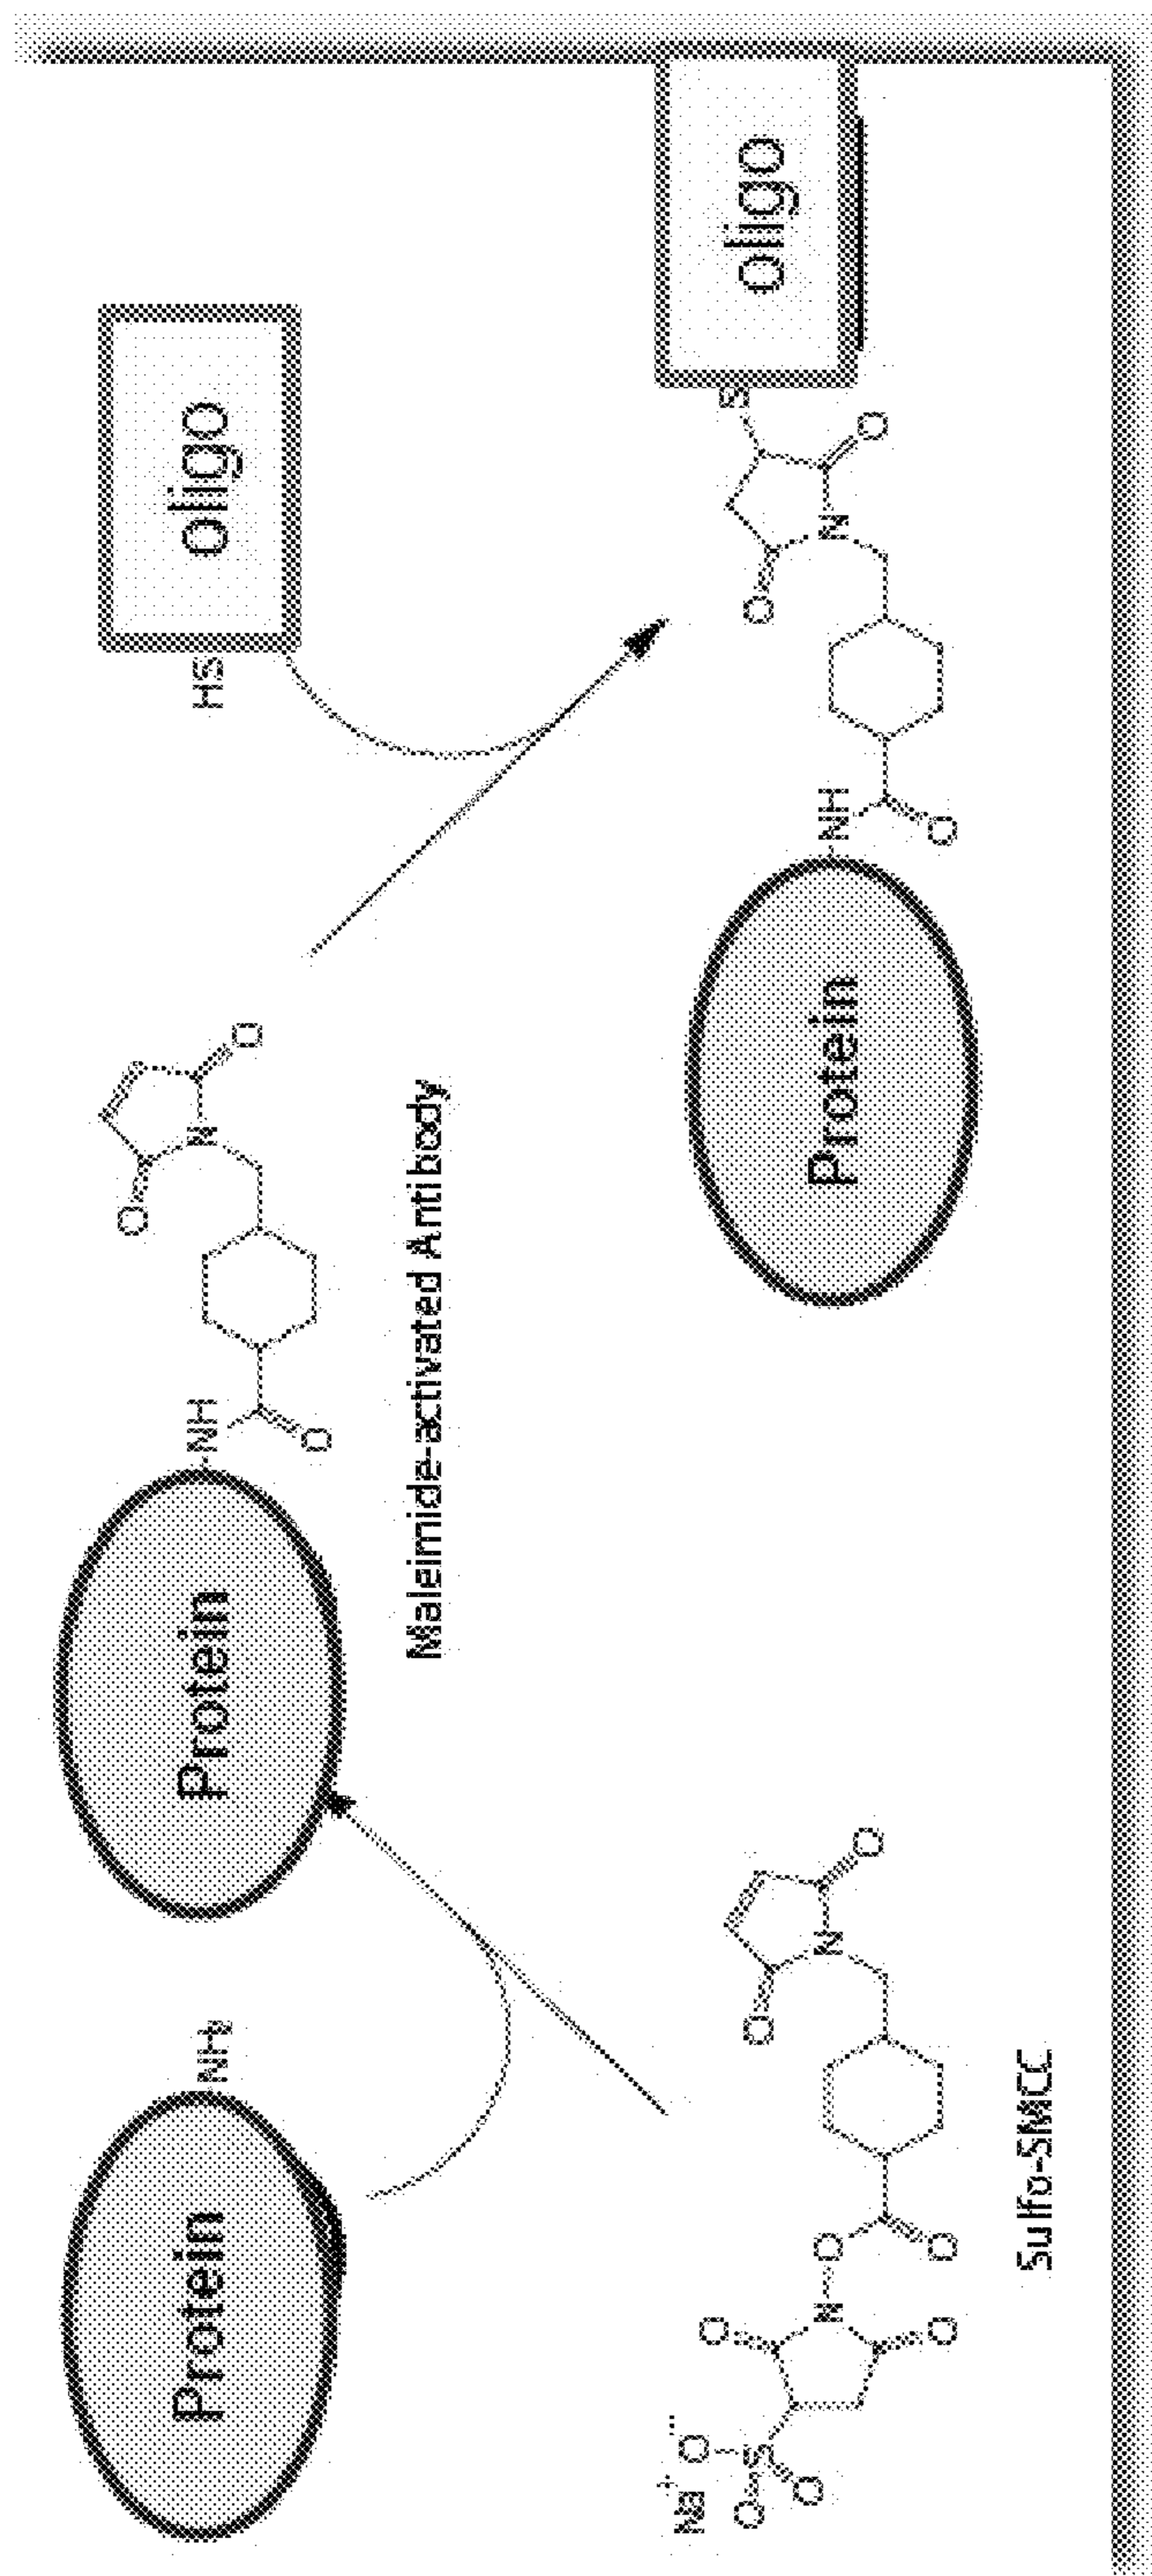 Protein
NH₂
Protein
NH
O
O
N
O
Maleimide-activated Antibody
HS
oligo
Na⁺
O⁻
O
S
O
O
N
O
O
O
O
N
O
Sulfo-SMCC
Protein
NH
O
O
N
O
S
oligo